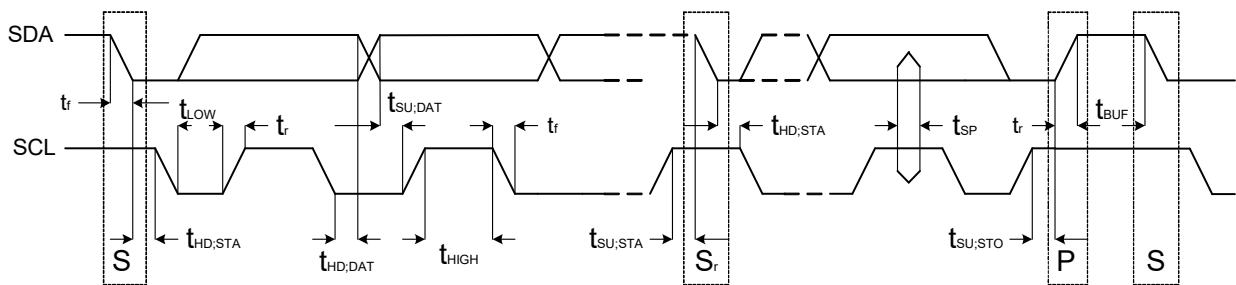 SDA
tf
tLOW
tr
tSU;DAT
tf
tHD;STA
tSP
tr
tBUF
SCL
tHD;STA
tHD;DAT
tHIGH
tSU;STA
tSU;STO
S
Sr
P
S